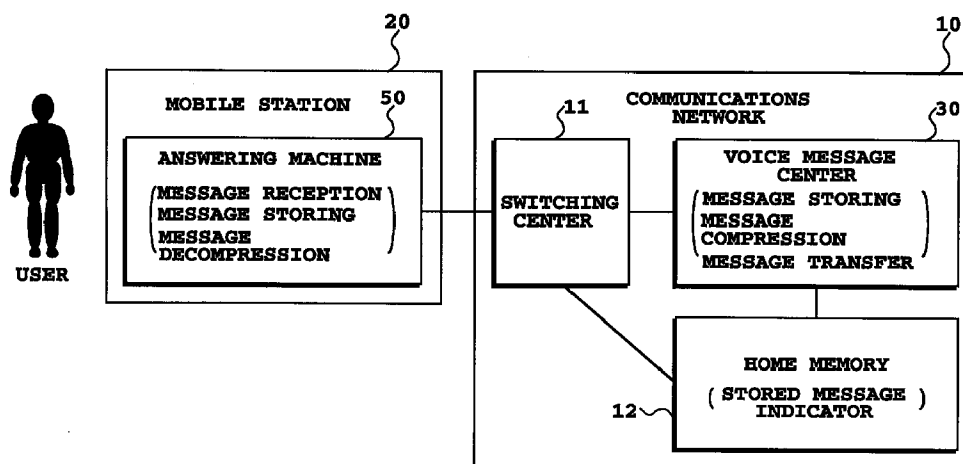 20
10
MOBILE STATION
50
COMMUNICATIONS
NETWORK
11
30
ANSWERING MACHINE
(MESSAGE RECEPTION
MESSAGE STORING
MESSAGE
DECOMPRESSION)
SWITCHING
CENTER
VOICE MESSAGE
CENTER
(MESSAGE STORING
MESSAGE
COMPRESSION
MESSAGE TRANSFER)
USER
HOME MEMORY
(STORED MESSAGE
INDICATOR)
12